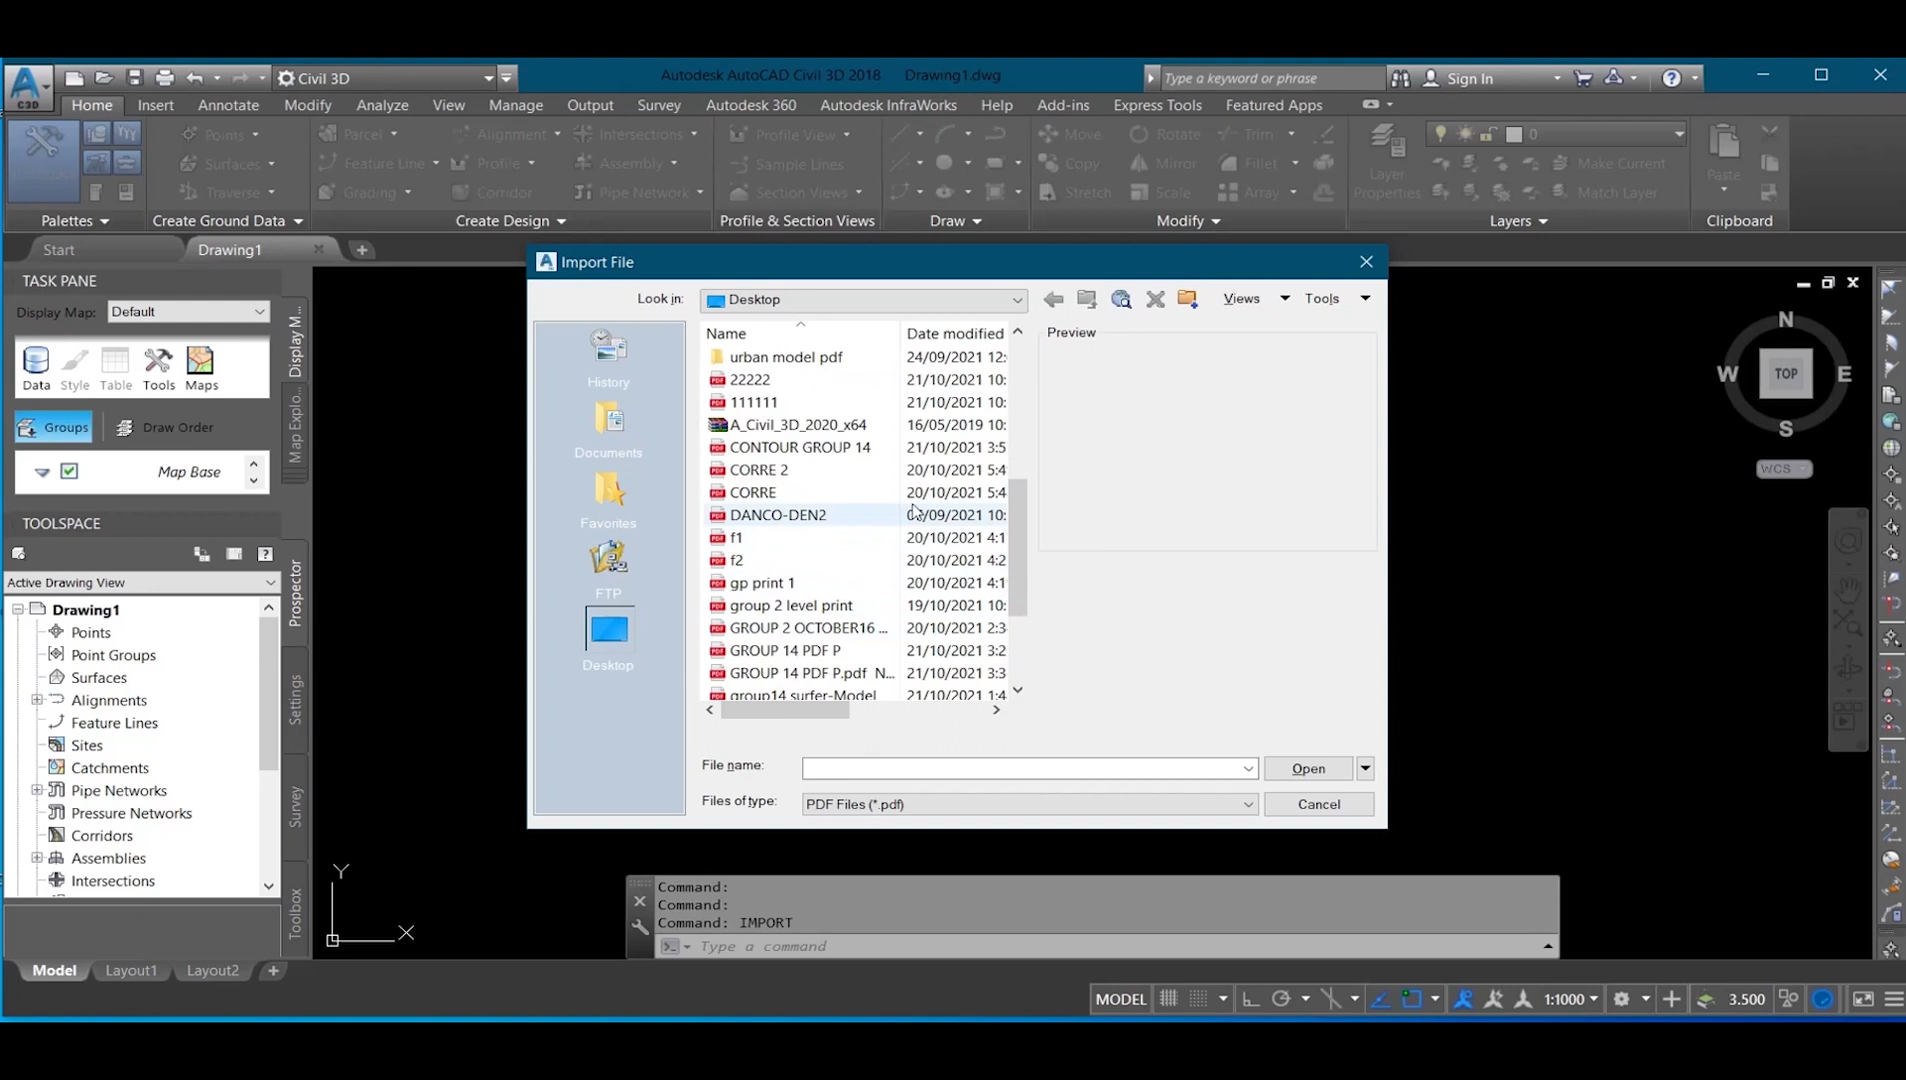 Civil 3D
Autodesk AutoCAD Civil 3D 2018 Drawing1.dwg
Type a keyword or phrase
Sign In
C3D
Home Insert Annotate Modify Analyze View Manage Output Survey Autodesk 360 Autodesk InfraWorks Help Add-ins Express Tools Featured Apps
Points Parcel Alignment Intersections Profile View Move Rotate Trim 0
Surfaces Feature Line Profile Assembly Sample Lines Copy Mirror Fillet Make Current
Traverse Grading Corridor Pipe Network Section Views Stretch Scale Array Match Layer
Layer Properties
Paste
Palettes Create Ground Data Create Design Profile & Section Views Draw Modify Layers Clipboard
Start Drawing1
TASK PANE
Display Map: Default
Data Style Table Tools Maps
Groups Draw Order
Map Base
Display M...
Map Explo...
TOOLSPACE
Active Drawing View
Drawing1
Points
Point Groups
Surfaces
Alignments
Feature Lines
Sites
Catchments
Pipe Networks
Pressure Networks
Corridors
Assemblies
Intersections
Prospector
Settings
Survey
Toolbox
Import File
Look in: Desktop
Views Tools
History
Documents
Favorites
FTP
Desktop
Name Date modified
urban model pdf 24/09/2021 12:
22222 21/10/2021 10:
111111 21/10/2021 10:
A_Civil_3D_2020_x64 16/05/2019 10:
CONTOUR GROUP 14 21/10/2021 3:5
CORRE 2 20/10/2021 5:4
CORRE 20/10/2021 5:4
DANCO-DEN2 /09/2021 10:
f1 20/10/2021 4:1
f2 20/10/2021 4:2
gp print 1 20/10/2021 4:1
group 2 level print 19/10/2021 10:
GROUP 2 OCTOBER16 ... 20/10/2021 2:3
GROUP 14 PDF P 21/10/2021 3:2
GROUP 14 PDF P.pdf N... 21/10/2021 3:3
group14 surfer-Model 21/10/2021 1:4
Preview
File name: Open
Files of type: PDF Files (*.pdf) Cancel
N
W TOP E
S
WCS
Y
X
Command:
Command:
Command: IMPORT
Type a command
Model Layout1 Layout2
MODEL 1:1000 3.500